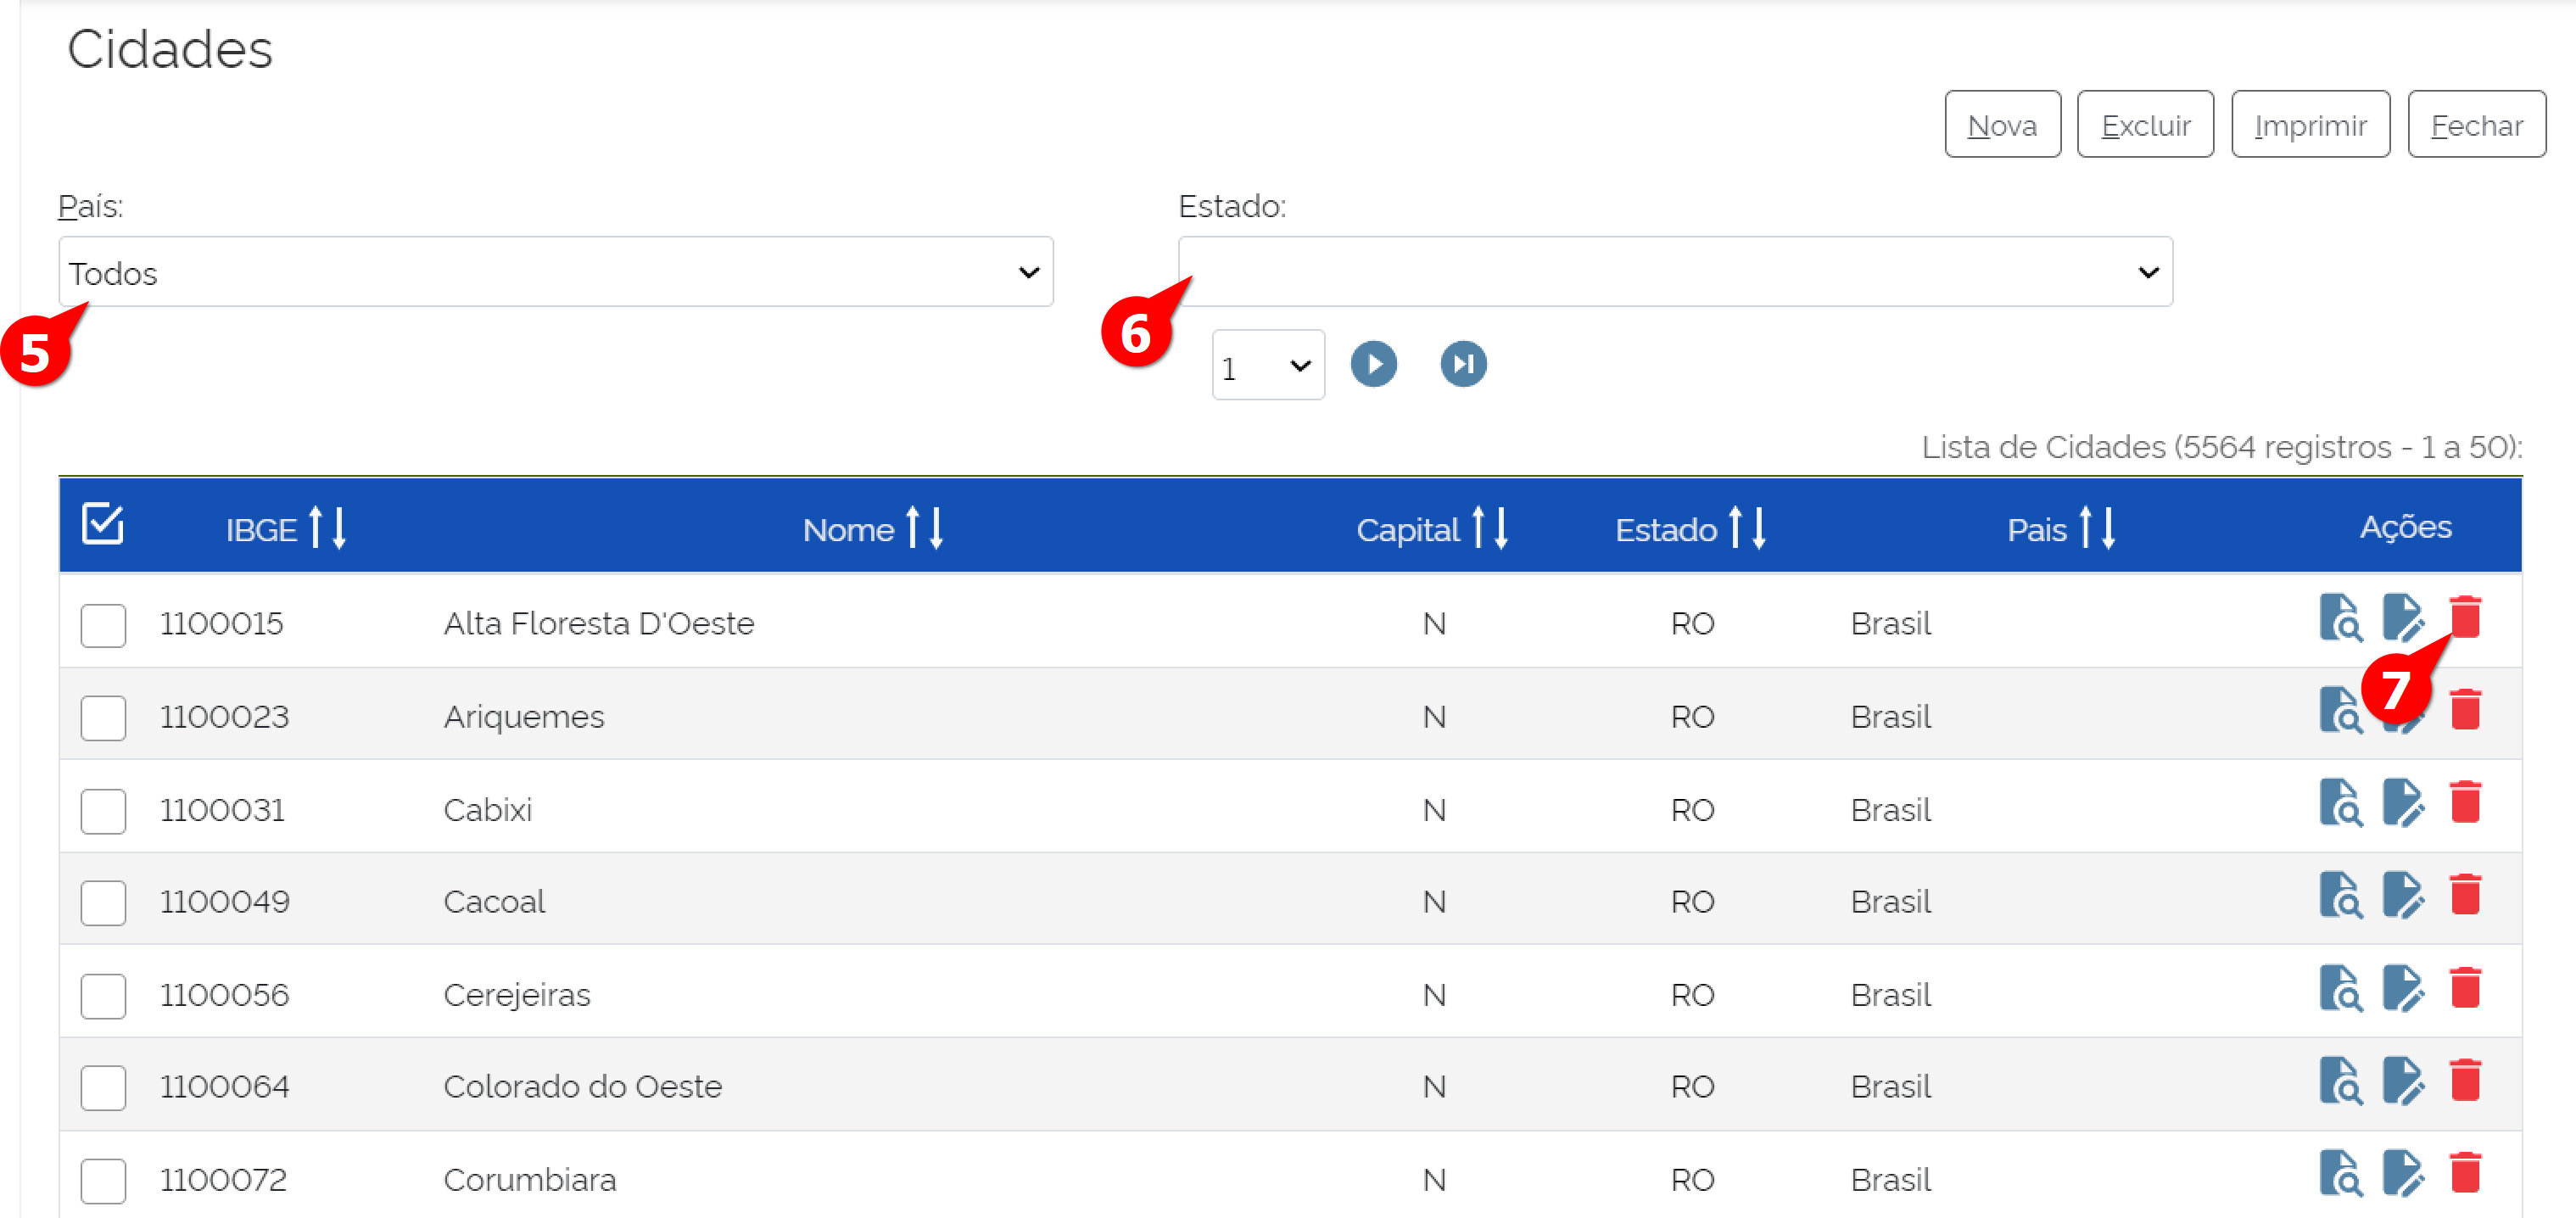 Cidades
Nova Excluir Imprimir Fechar
País: Estado:
Todos
5 6
1
Lista de Cidades (5564 registros - 1 a 50):
IBGE Nome Capital Estado Pais Ações
1100015 Alta Floresta D'Oeste N RO Brasil
7
1100023 Ariquemes N RO Brasil
1100031 Cabixi N RO Brasil
1100049 Cacoal N RO Brasil
1100056 Cerejeiras N RO Brasil
1100064 Colorado do Oeste N RO Brasil
1100072 Corumbiara N RO Brasil